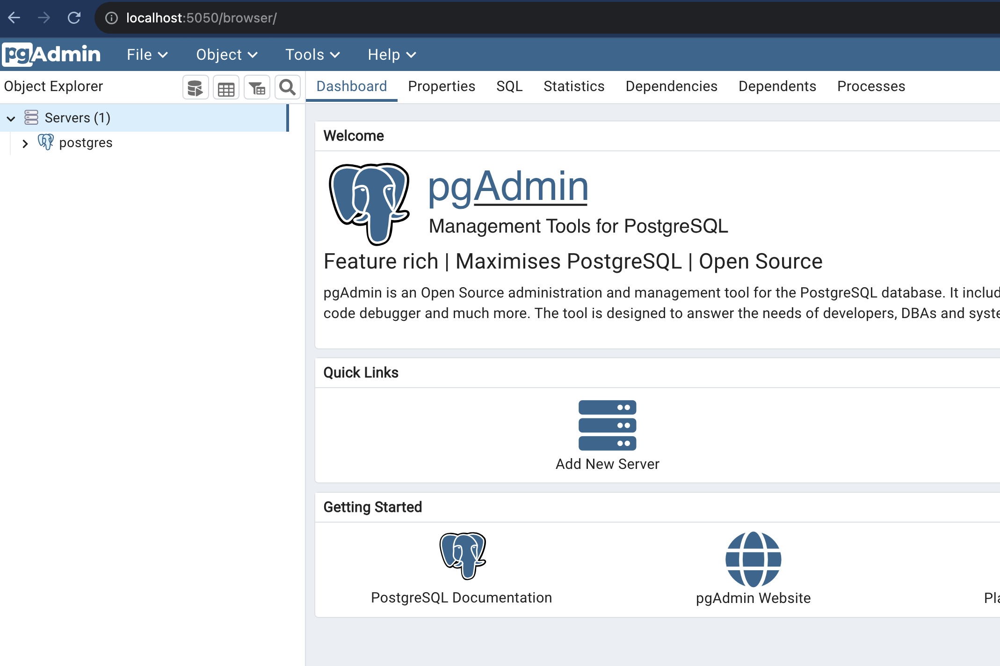 localhost:5050/browser/
pgAdmin File Object Tools Help
Object Explorer
Dashboard Properties SQL Statistics Dependencies Dependents Processes
Servers (1)
postgres
Welcome
pgAdmin
Management Tools for PostgreSQL
Feature rich | Maximises PostgreSQL | Open Source
pgAdmin is an Open Source administration and management tool for the PostgreSQL database. It includ
code debugger and much more. The tool is designed to answer the needs of developers, DBAs and syste
Quick Links
Add New Server
Getting Started
PostgreSQL Documentation
pgAdmin Website
Pla